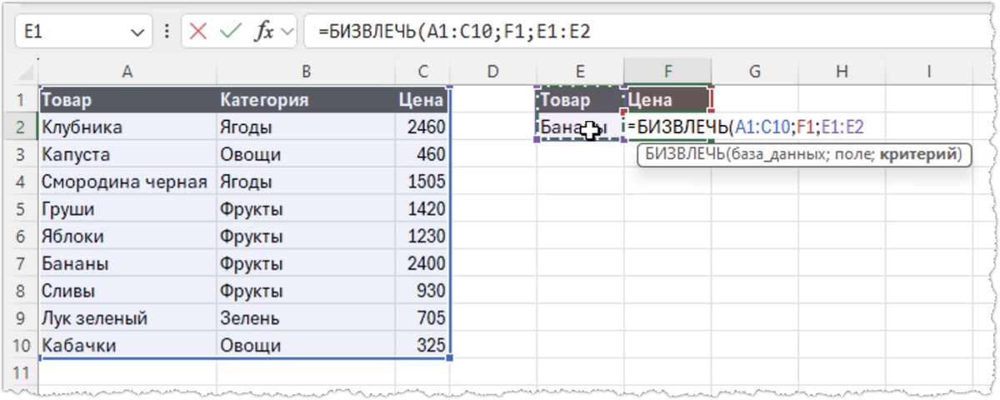 E1 fx =БИЗВЛЕЧЬ(A1:C10;F1;E1:E2
A B C D E F G H I
1 Товар Категория Цена Товар Цена
2 Клубника Ягоды 2460 Бананы =БИЗВЛЕЧЬ(A1:C10;F1;E1:E2
3 Капуста Овощи 460 БИЗВЛЕЧЬ(база_данных; поле; критерий)
4 Смородина черная Ягоды 1505
5 Груши Фрукты 1420
6 Яблоки Фрукты 1230
7 Бананы Фрукты 2400
8 Сливы Фрукты 930
9 Лук зеленый Зелень 705
10 Кабачки Овощи 325
11